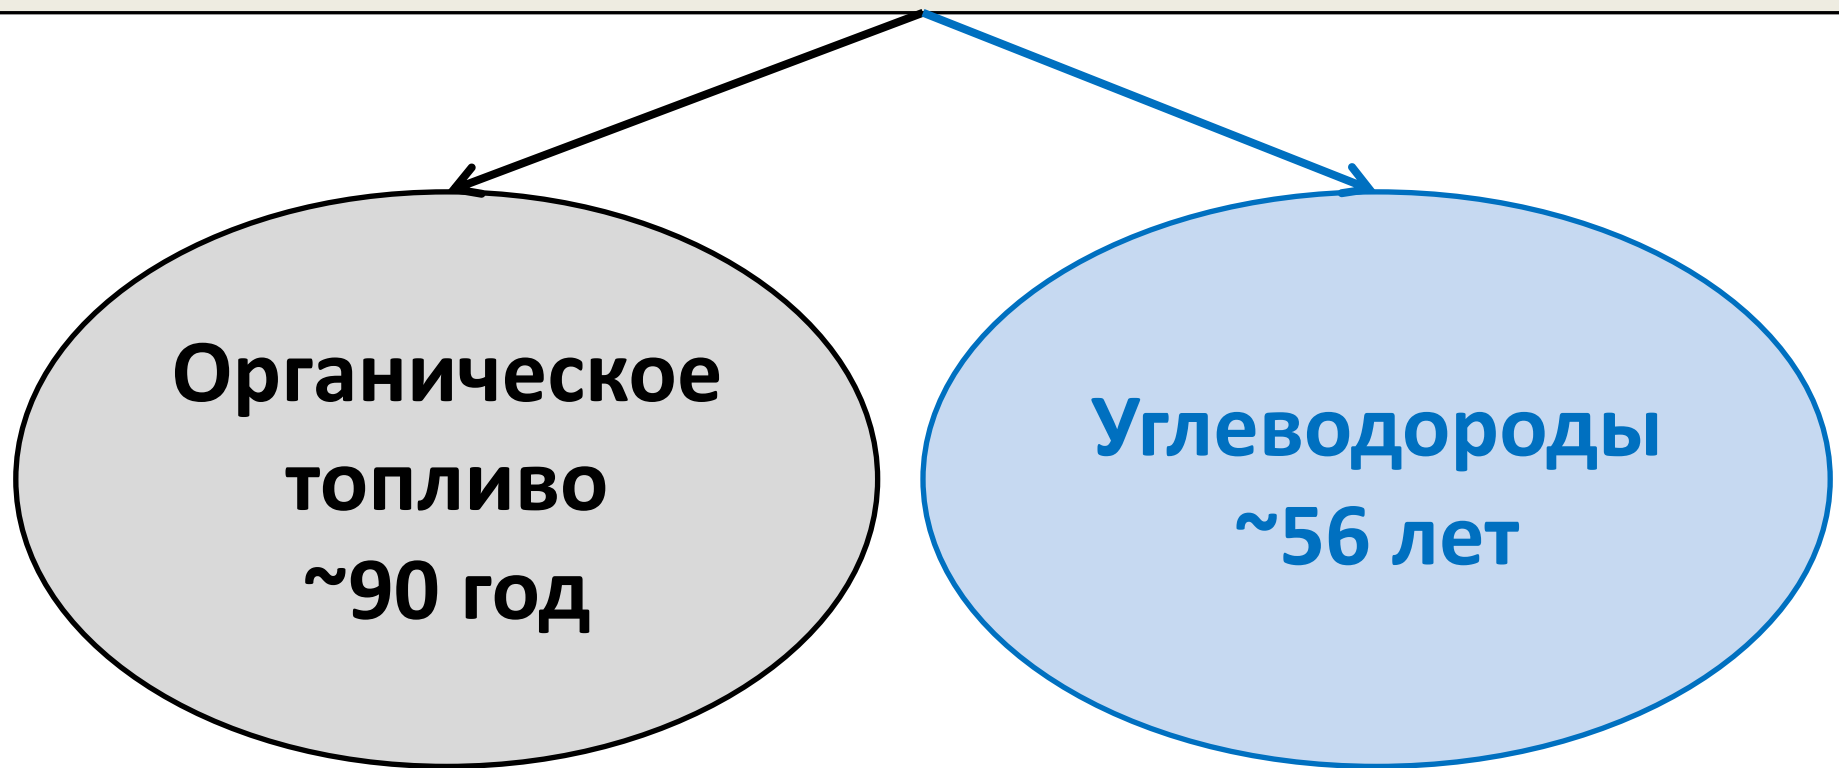 Органическое
топливо
~90 год
Углеводороды
~56 лет